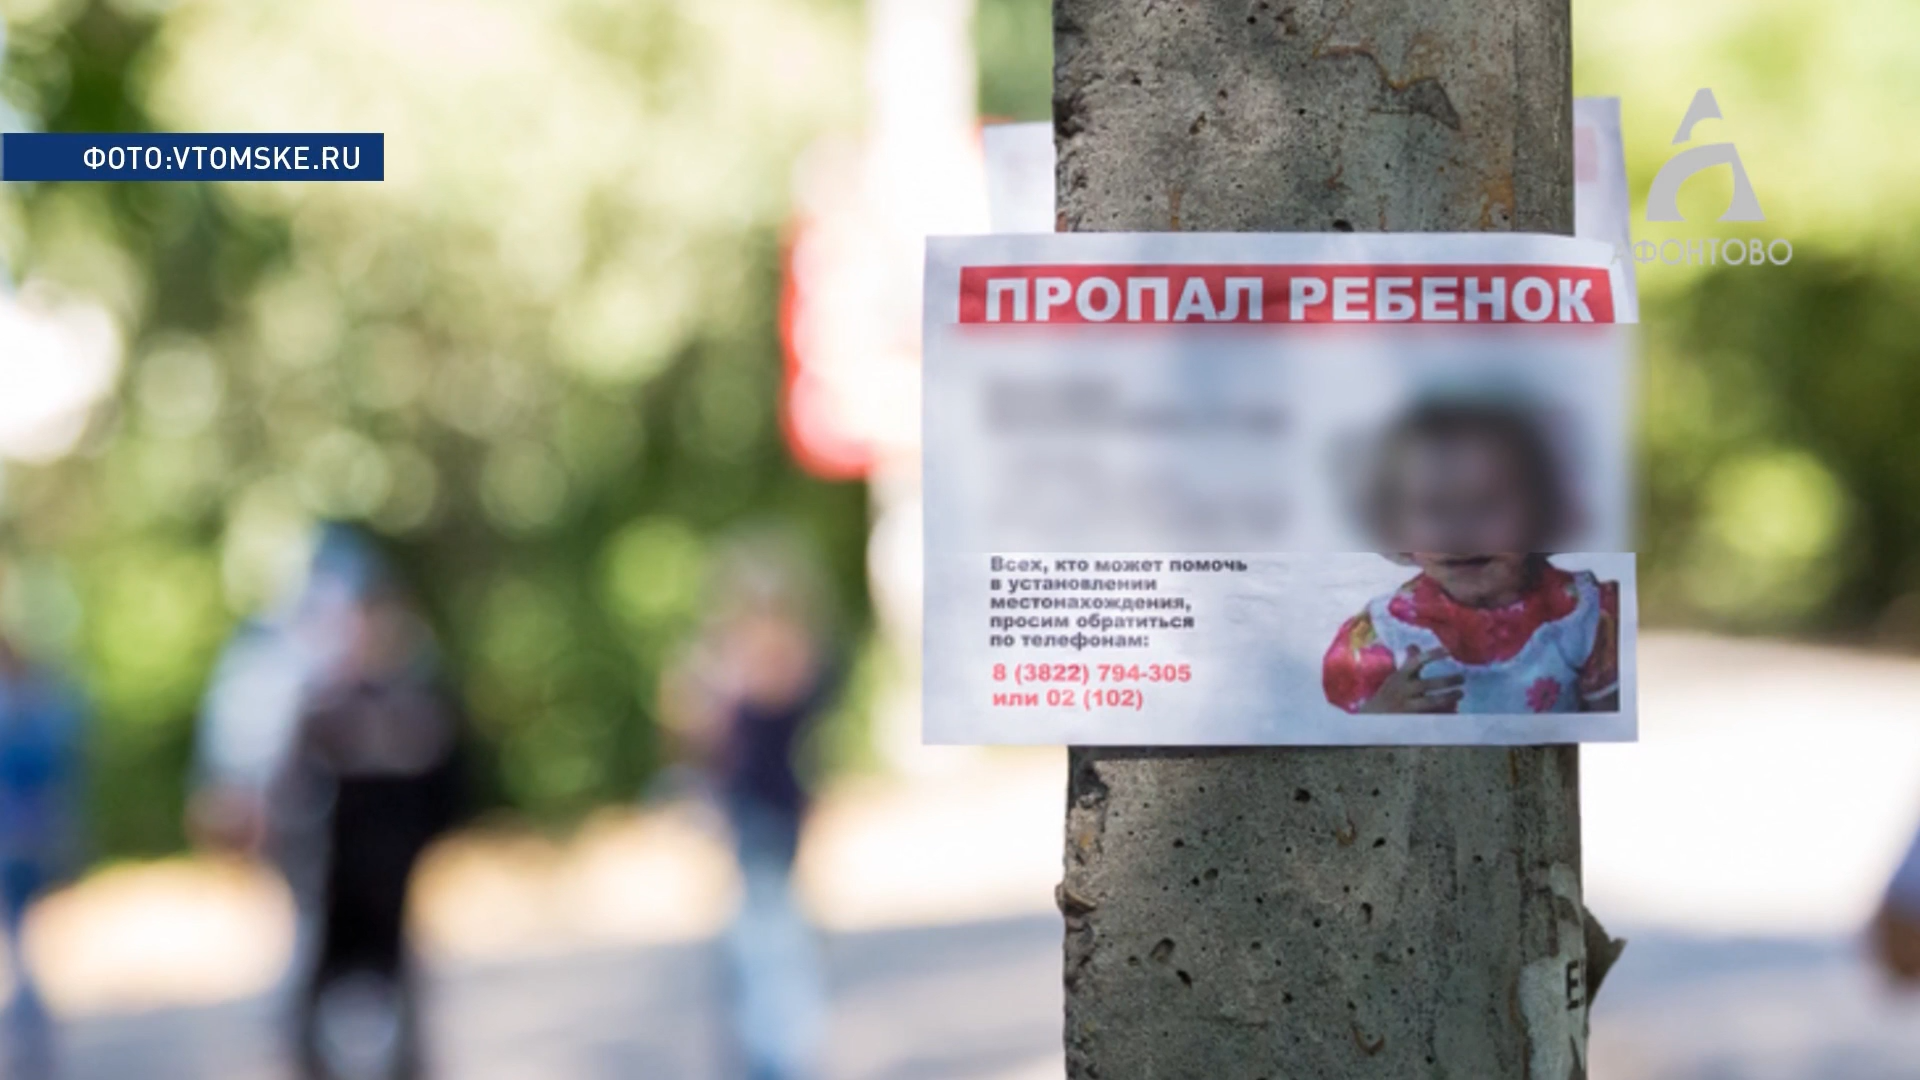 ФОТО:VTOMSKE.RU
АФОНТОВО
ПРОПАЛ РЕБЕНОК
Всех, кто может помочь
в установлении
местонахождения,
просим обратиться
по телефонам:
8 (3822) 794-305
или 02 (102)